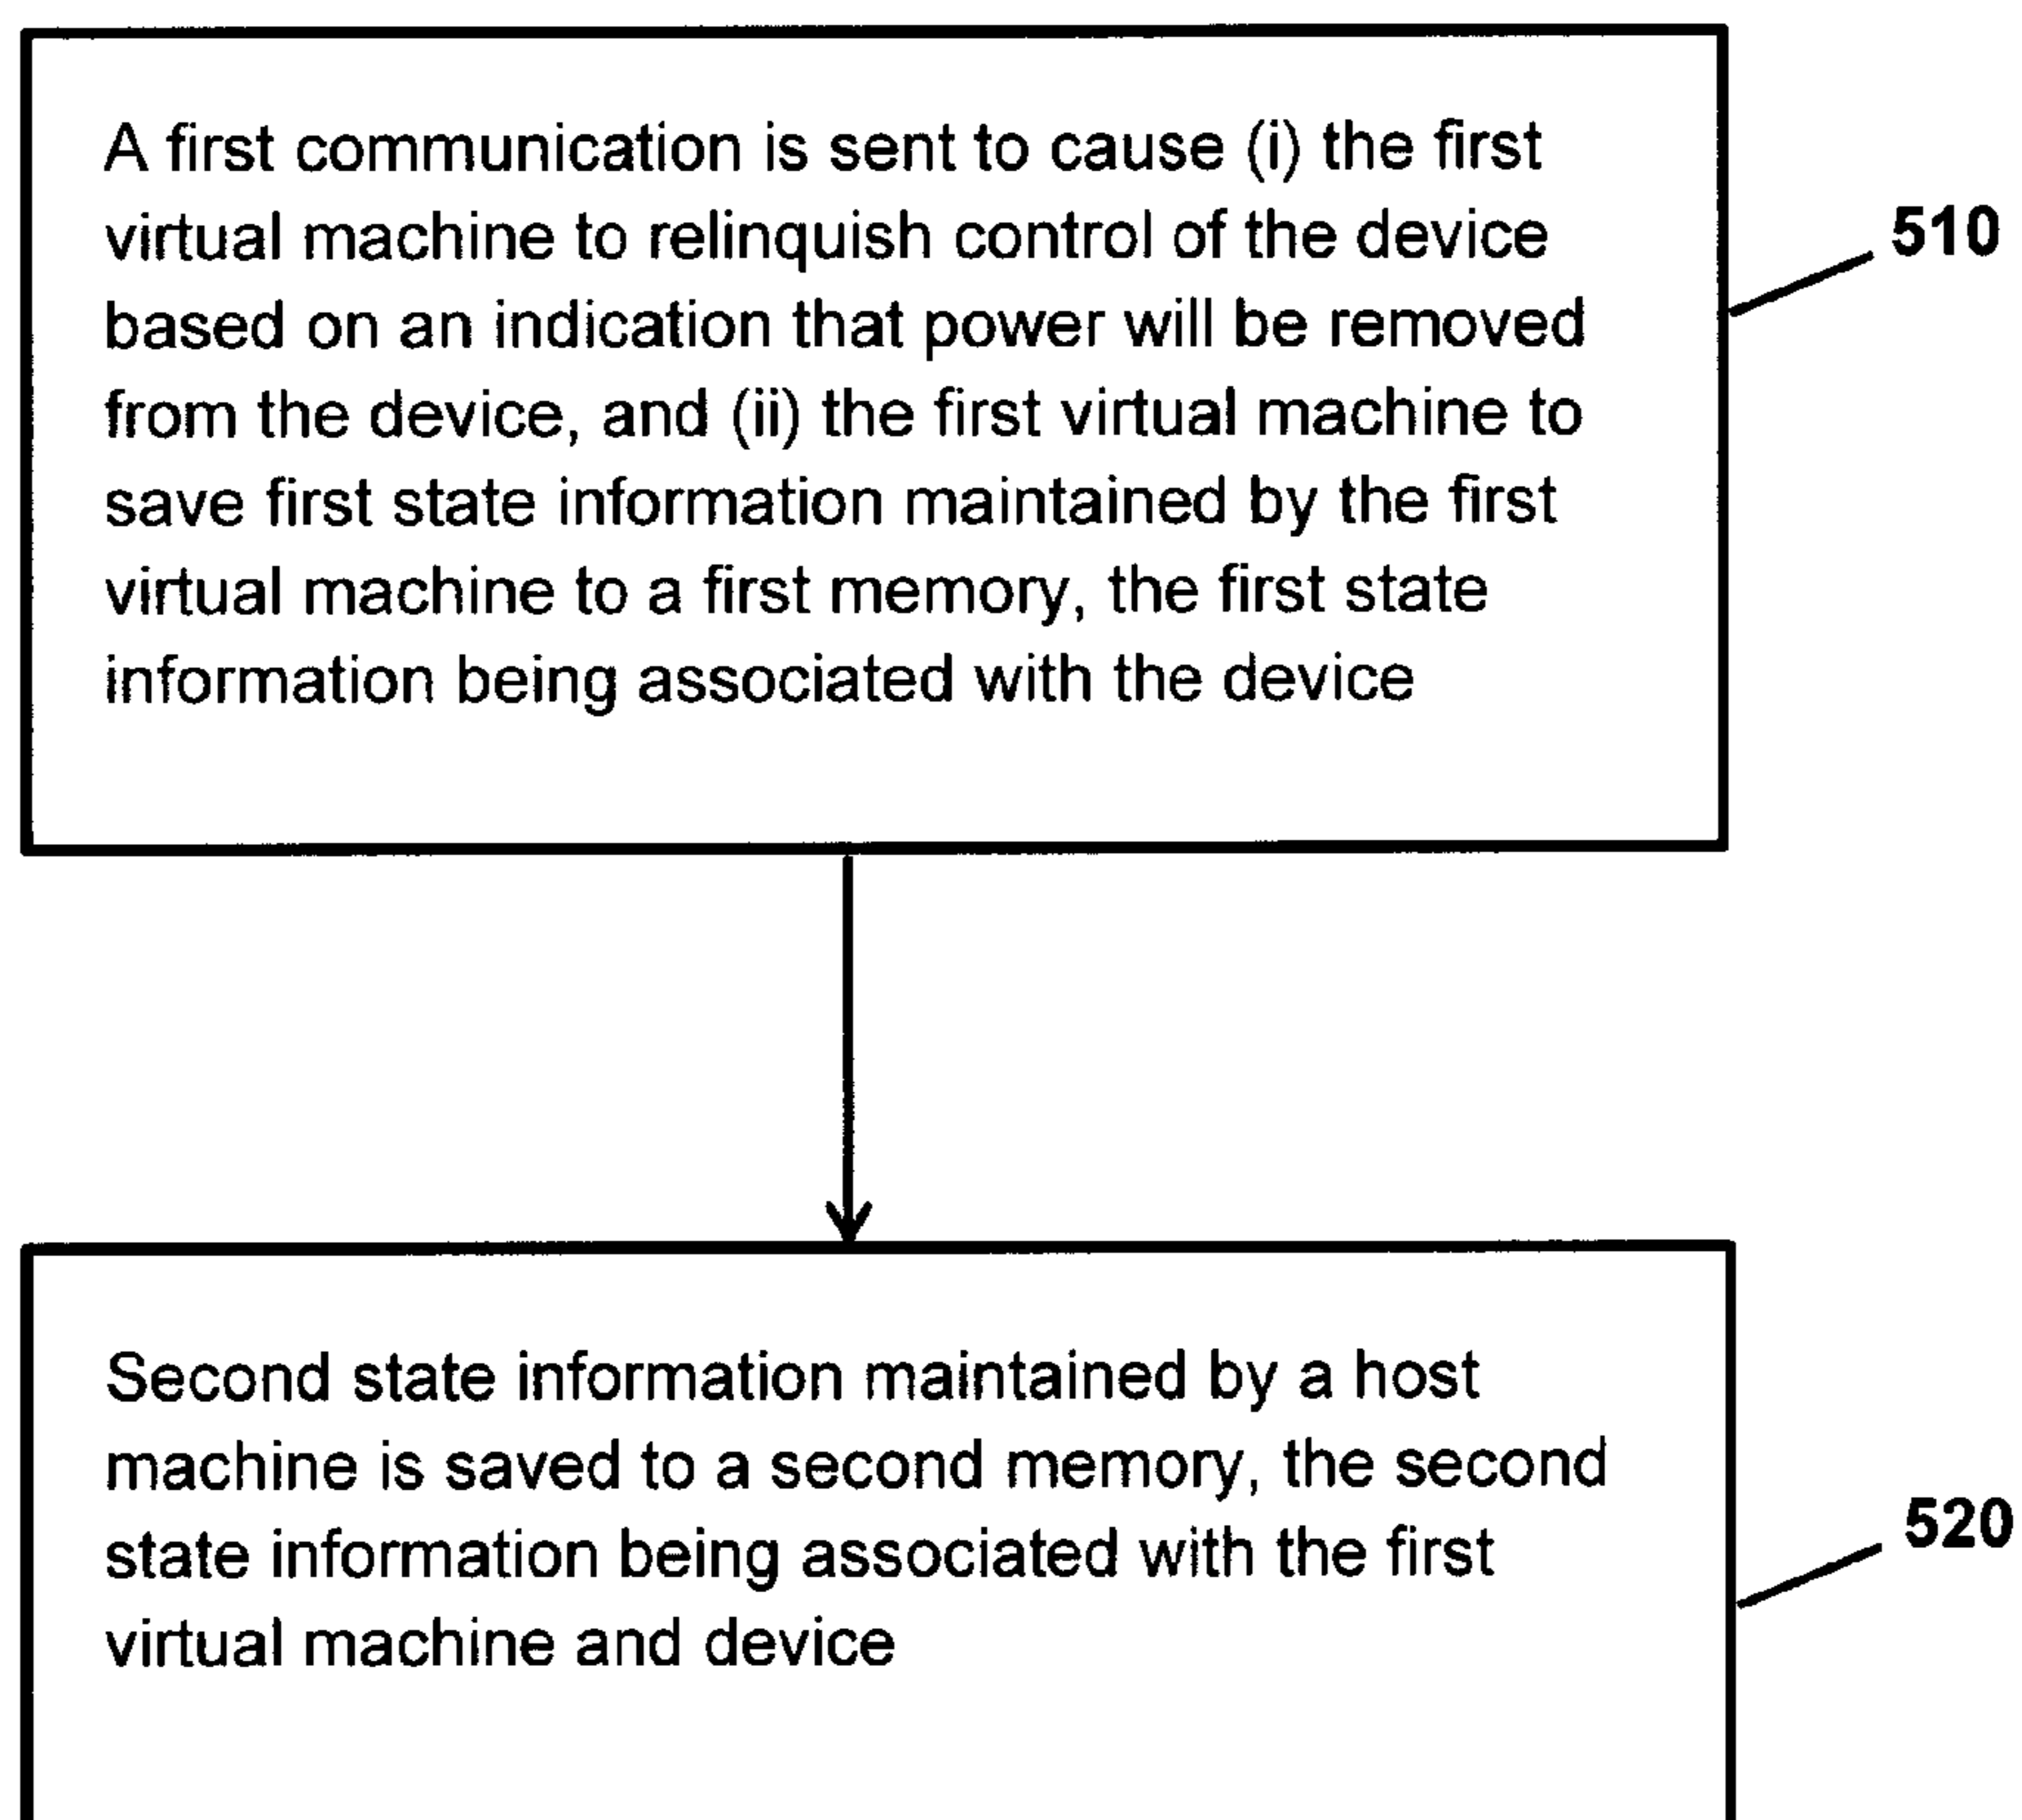 A first communication is sent to cause (i) the first
virtual machine to relinquish control of the device
based on an indication that power will be removed
from the device, and (ii) the first virtual machine to
save first state information maintained by the first
virtual machine to a first memory, the first state
information being associated with the device
510
Second state information maintained by a host
machine is saved to a second memory, the second
state information being associated with the first
virtual machine and device
520